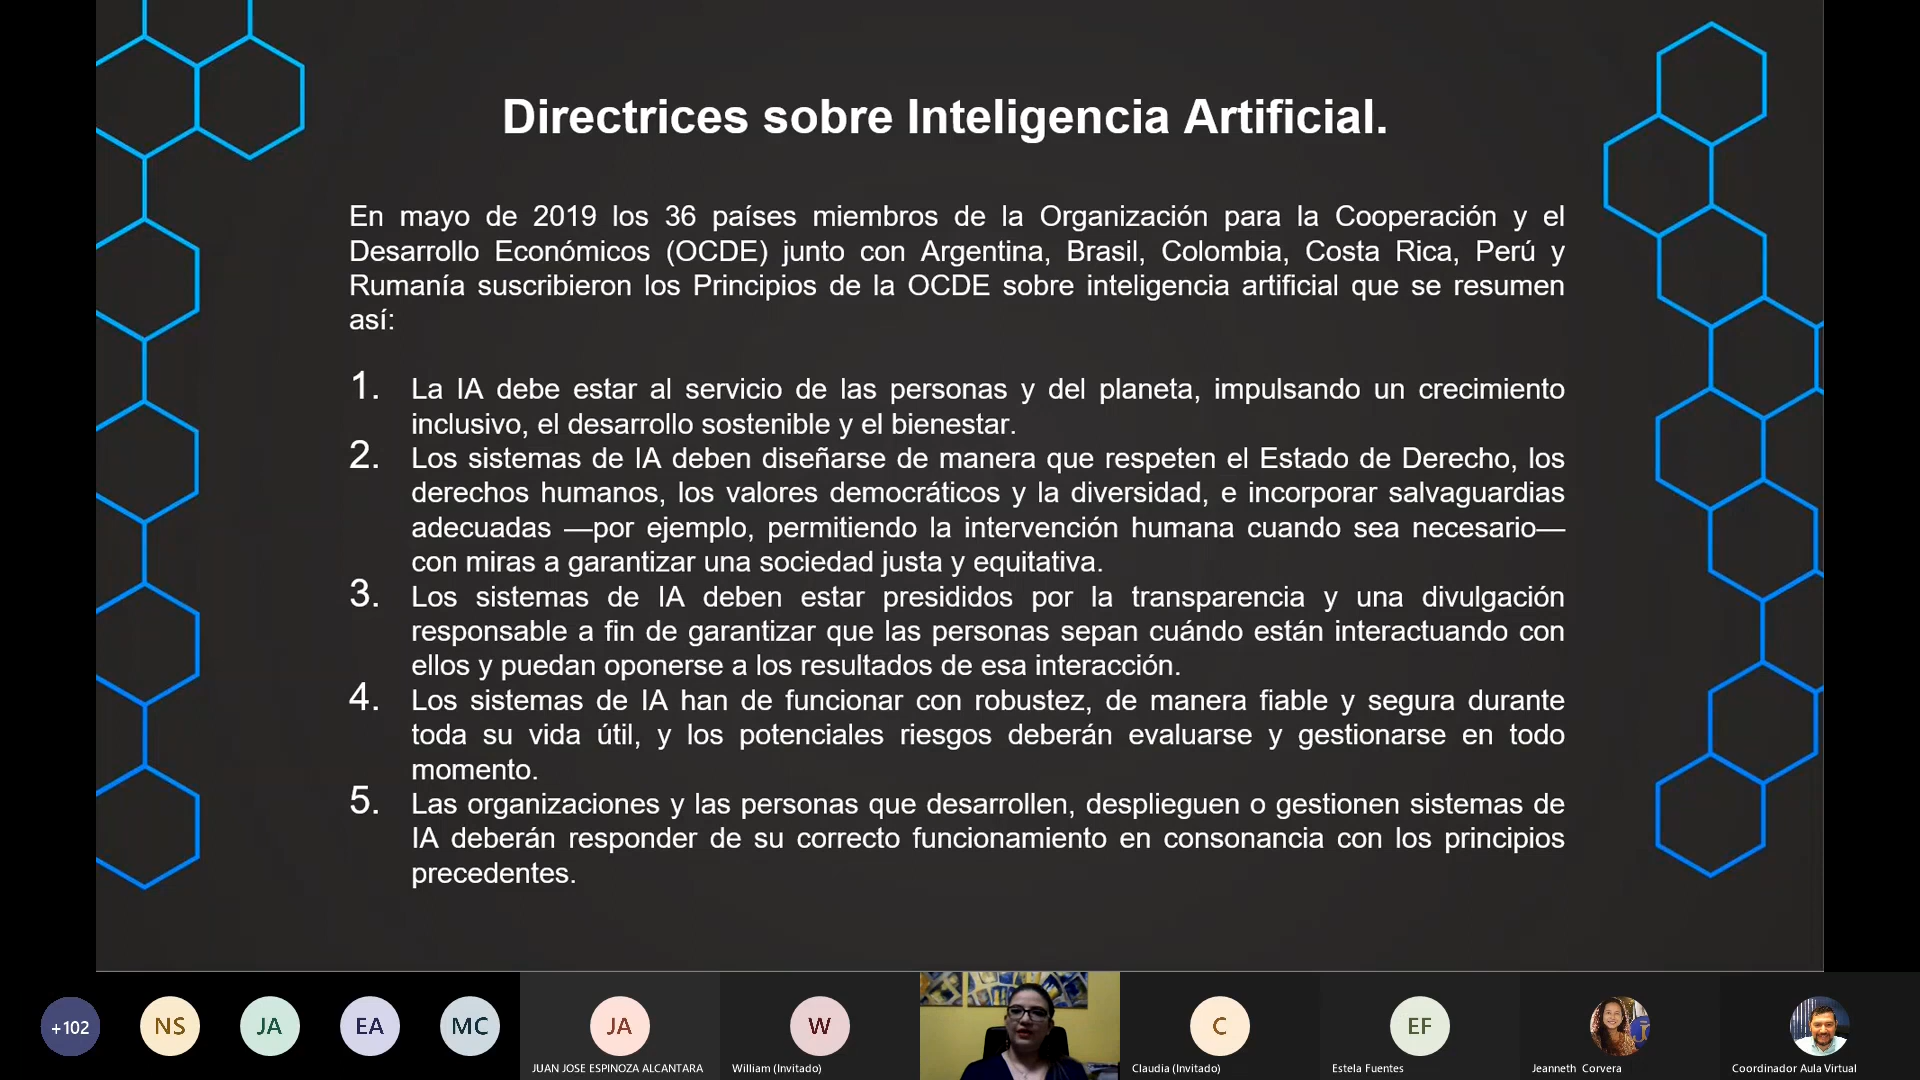 Directrices sobre Inteligencia Artificial.
En mayo de 2019 los 36 países miembros de la Organización para la Cooperación y el
Desarrollo Económicos (OCDE) junto con Argentina, Brasil, Colombia, Costa Rica, Perú y
Rumanía suscribieron los Principios de la OCDE sobre inteligencia artificial que se resumen
así:
1. La IA debe estar al servicio de las personas y del planeta, impulsando un crecimiento
inclusivo, el desarrollo sostenible y el bienestar.
2. Los sistemas de IA deben diseñarse de manera que respeten el Estado de Derecho, los
derechos humanos, los valores democráticos y la diversidad, e incorporar salvaguardias
adecuadas —por ejemplo, permitiendo la intervención humana cuando sea necesario—
con miras a garantizar una sociedad justa y equitativa.
3. Los sistemas de IA deben estar presididos por la transparencia y una divulgación
responsable a fin de garantizar que las personas sepan cuándo están interactuando con
ellos y puedan oponerse a los resultados de esa interacción.
4. Los sistemas de IA han de funcionar con robustez, de manera fiable y segura durante
toda su vida útil, y los potenciales riesgos deberán evaluarse y gestionarse en todo
momento.
5. Las organizaciones y las personas que desarrollen, desplieguen o gestionen sistemas de
IA deberán responder de su correcto funcionamiento en consonancia con los principios
precedentes.
+102 NS JA EA MC JA W C EF
JUAN JOSE ESPINOZA ALCANTARA William (Invitado) Claudia (Invitado) Estela Fuentes Jeanneth Corvera Coordinador Aula Virtual